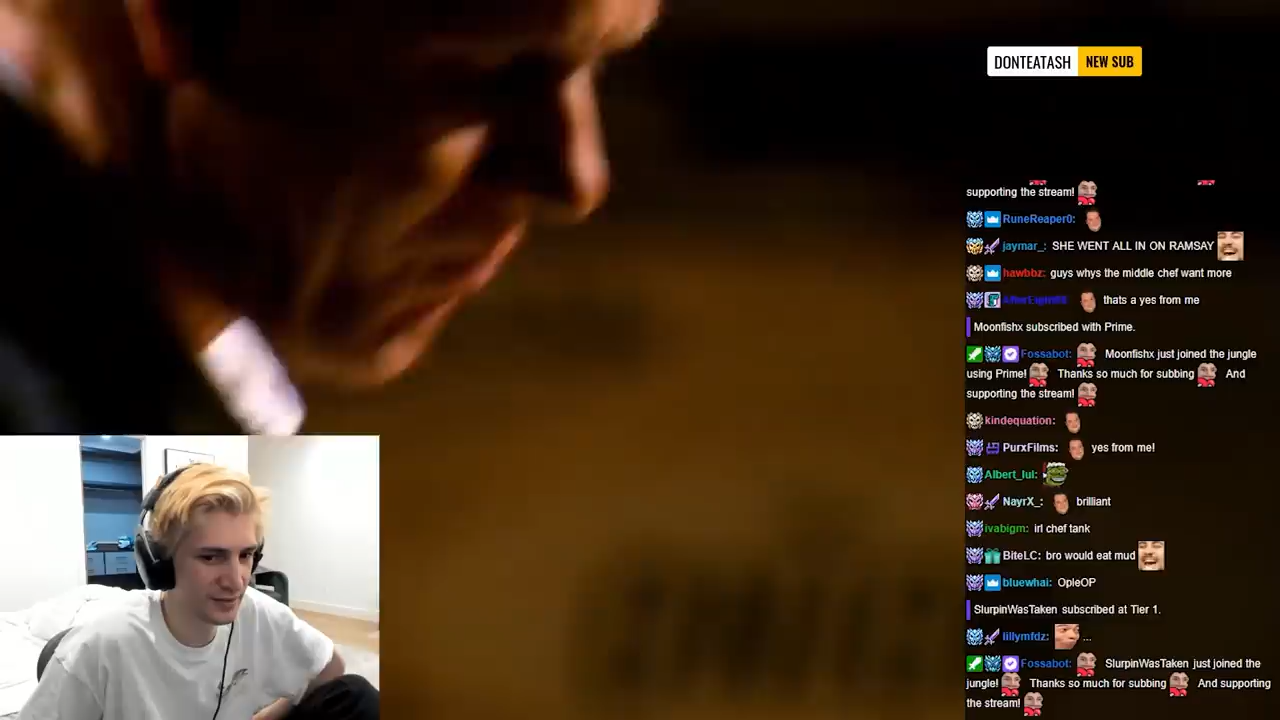 DONTEATASH NEW SUB
supporting the stream!
RuneReaper0:
jaymar_: SHE WENT ALL IN ON RAMSAY
hawbbz: guys whys the middle chef want more
thats a yes from me
Moonfishx subscribed with Prime.
Fossabot: Moonfishx just joined the jungle
using Prime! Thanks so much for subbing And
supporting the stream!
kindequation:
PurxFilms: yes from me!
Albert_lul:
NayrX_: brilliant
ivabigm: irl chef tank
BiteLC: bro would eat mud
bluewhai: OpieOP
SlurpinWasTaken subscribed at Tier 1.
lillymfdz: ...
Fossabot: SlurpinWasTaken just joined the
jungle! Thanks so much for subbing And supporting
the stream!